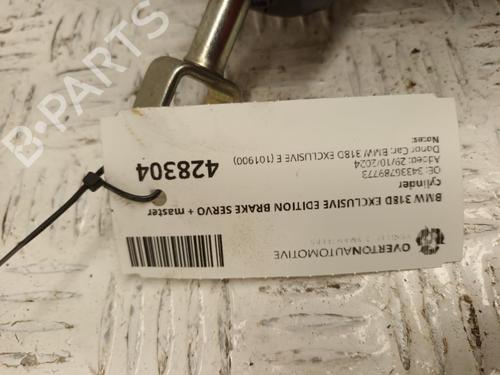 B-PARTS
OVERTONAUTOMOTIVE
BMW 318D EXCLUSIVE EDITION BRAKE SERVO + master
cylinder
OE: 34336789773
Added: 29/10/2024
Donor Car: BMW 318D EXCLUSIVE E (101900)
Notes:
428304